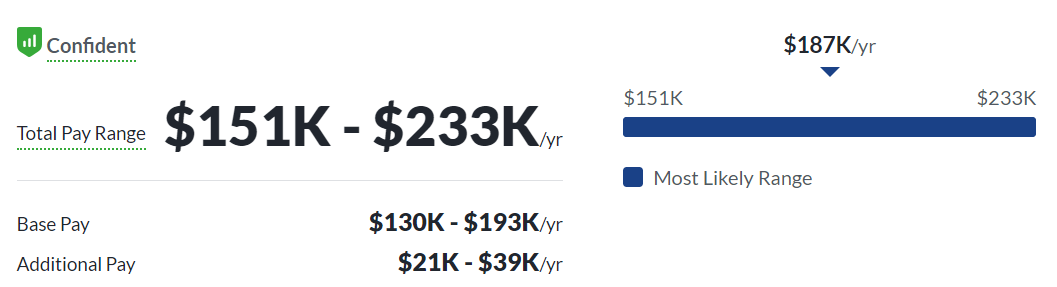 Confident
Total Pay Range $151K - $233K/yr
Base Pay $130K - $193K/yr
Additional Pay $21K - $39K/yr
$187K/yr
$151K $233K
Most Likely Range